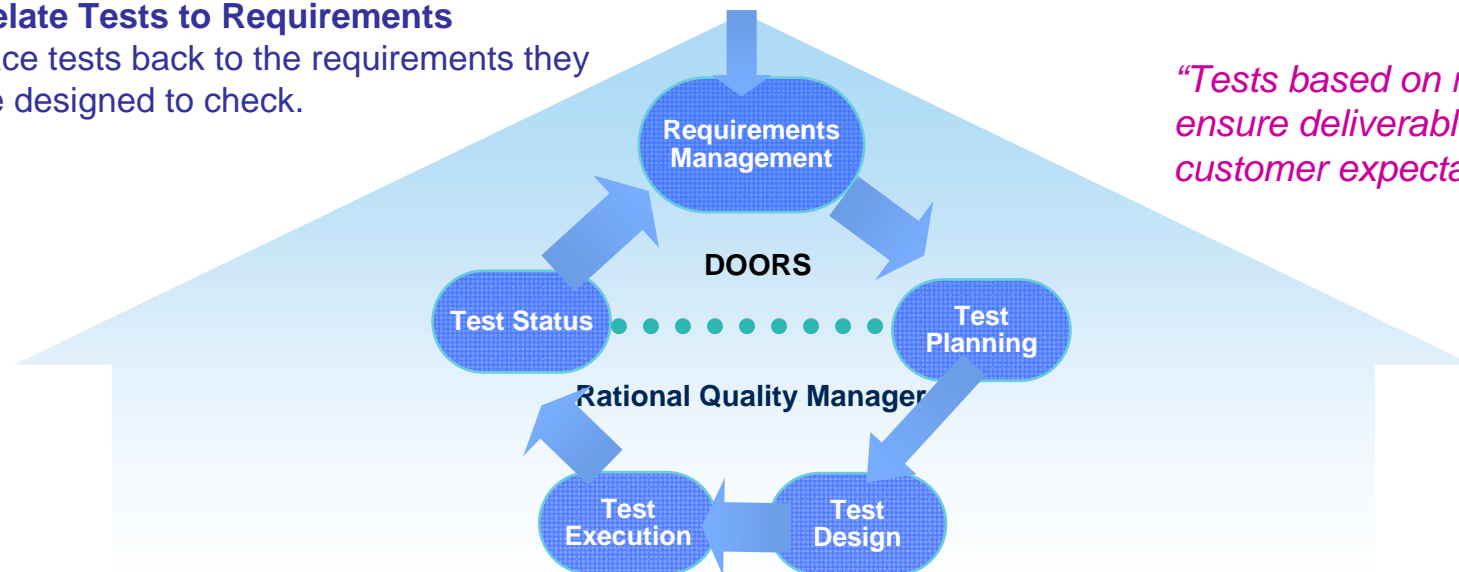 elate Tests to Requirements
ace tests back to the requirements they
e designed to check.
“Tests based on
ensure deliverabl
customer expecta
Requirements
Management
DOORS
Test Status
Test
Planning
Rational Quality Manager
Test
Execution
Test
Design